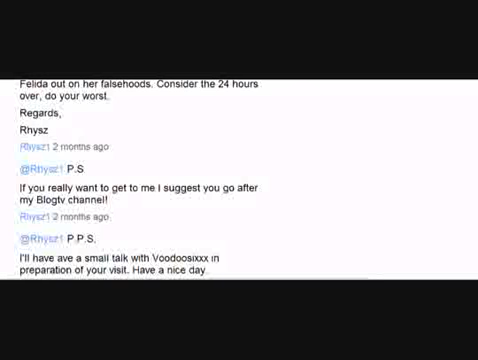 Felida out on her falsehoods. Consider the 24 hours
over, do your worst.
Regards,
Rhysz
Rhysz1 2 months ago
@Rhysz1 P.S
If you really want to get to me I suggest you go after
my Blogtv channel!
Rhysz1 2 months ago
@Rhysz1 P.P.S.
I'll have ave a small talk with Voodoosixxx in
preparation of your visit. Have a nice day.